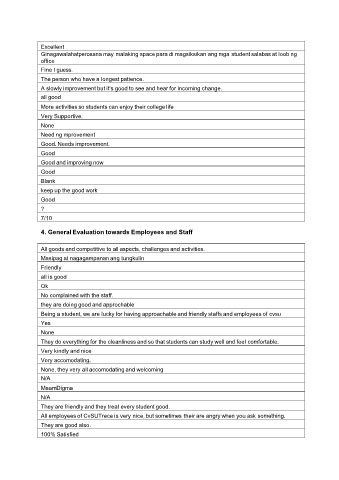 Excellent
Ginagawalahatperoasna may malaking space para di magsiksikan ang mga student salabas at loob ng
office
Fine I guess.
The person who have a longest patience.
A slowly improvement but it's good to see and hear for incoming change.
all good
More activities so students can enjoy their college life
Very Supportive.
None
Need ng mprovement
Good. Needs improvement.
Good
Good and improving now
Good
Blank
keep up the good work
Good
?
7/10
4. General Evaluation towards Employees and Staff
All goods and competitive to all aspects, challenges and activities.
Masipag at nagagampanan ang tungkulin
Friendly
all is good
Ok
No complained with the staff.
they are doing good and approchable
Being a student, we are lucky for having approachable and friendly staffs and employees of cvsu
Yes
None
They do everything for the cleanliness and so that students can study well and feel comfortable.
Very kindly and nice
Very accomodating.
None, they very all accomodating and welcoming
N/A
MaamDigma
N/A
They are friendly and they treat every student good.
All employees of CvSUTrece is very nice, but sometimes their are angry when you ask something.
They are good also.
100% Satisfied